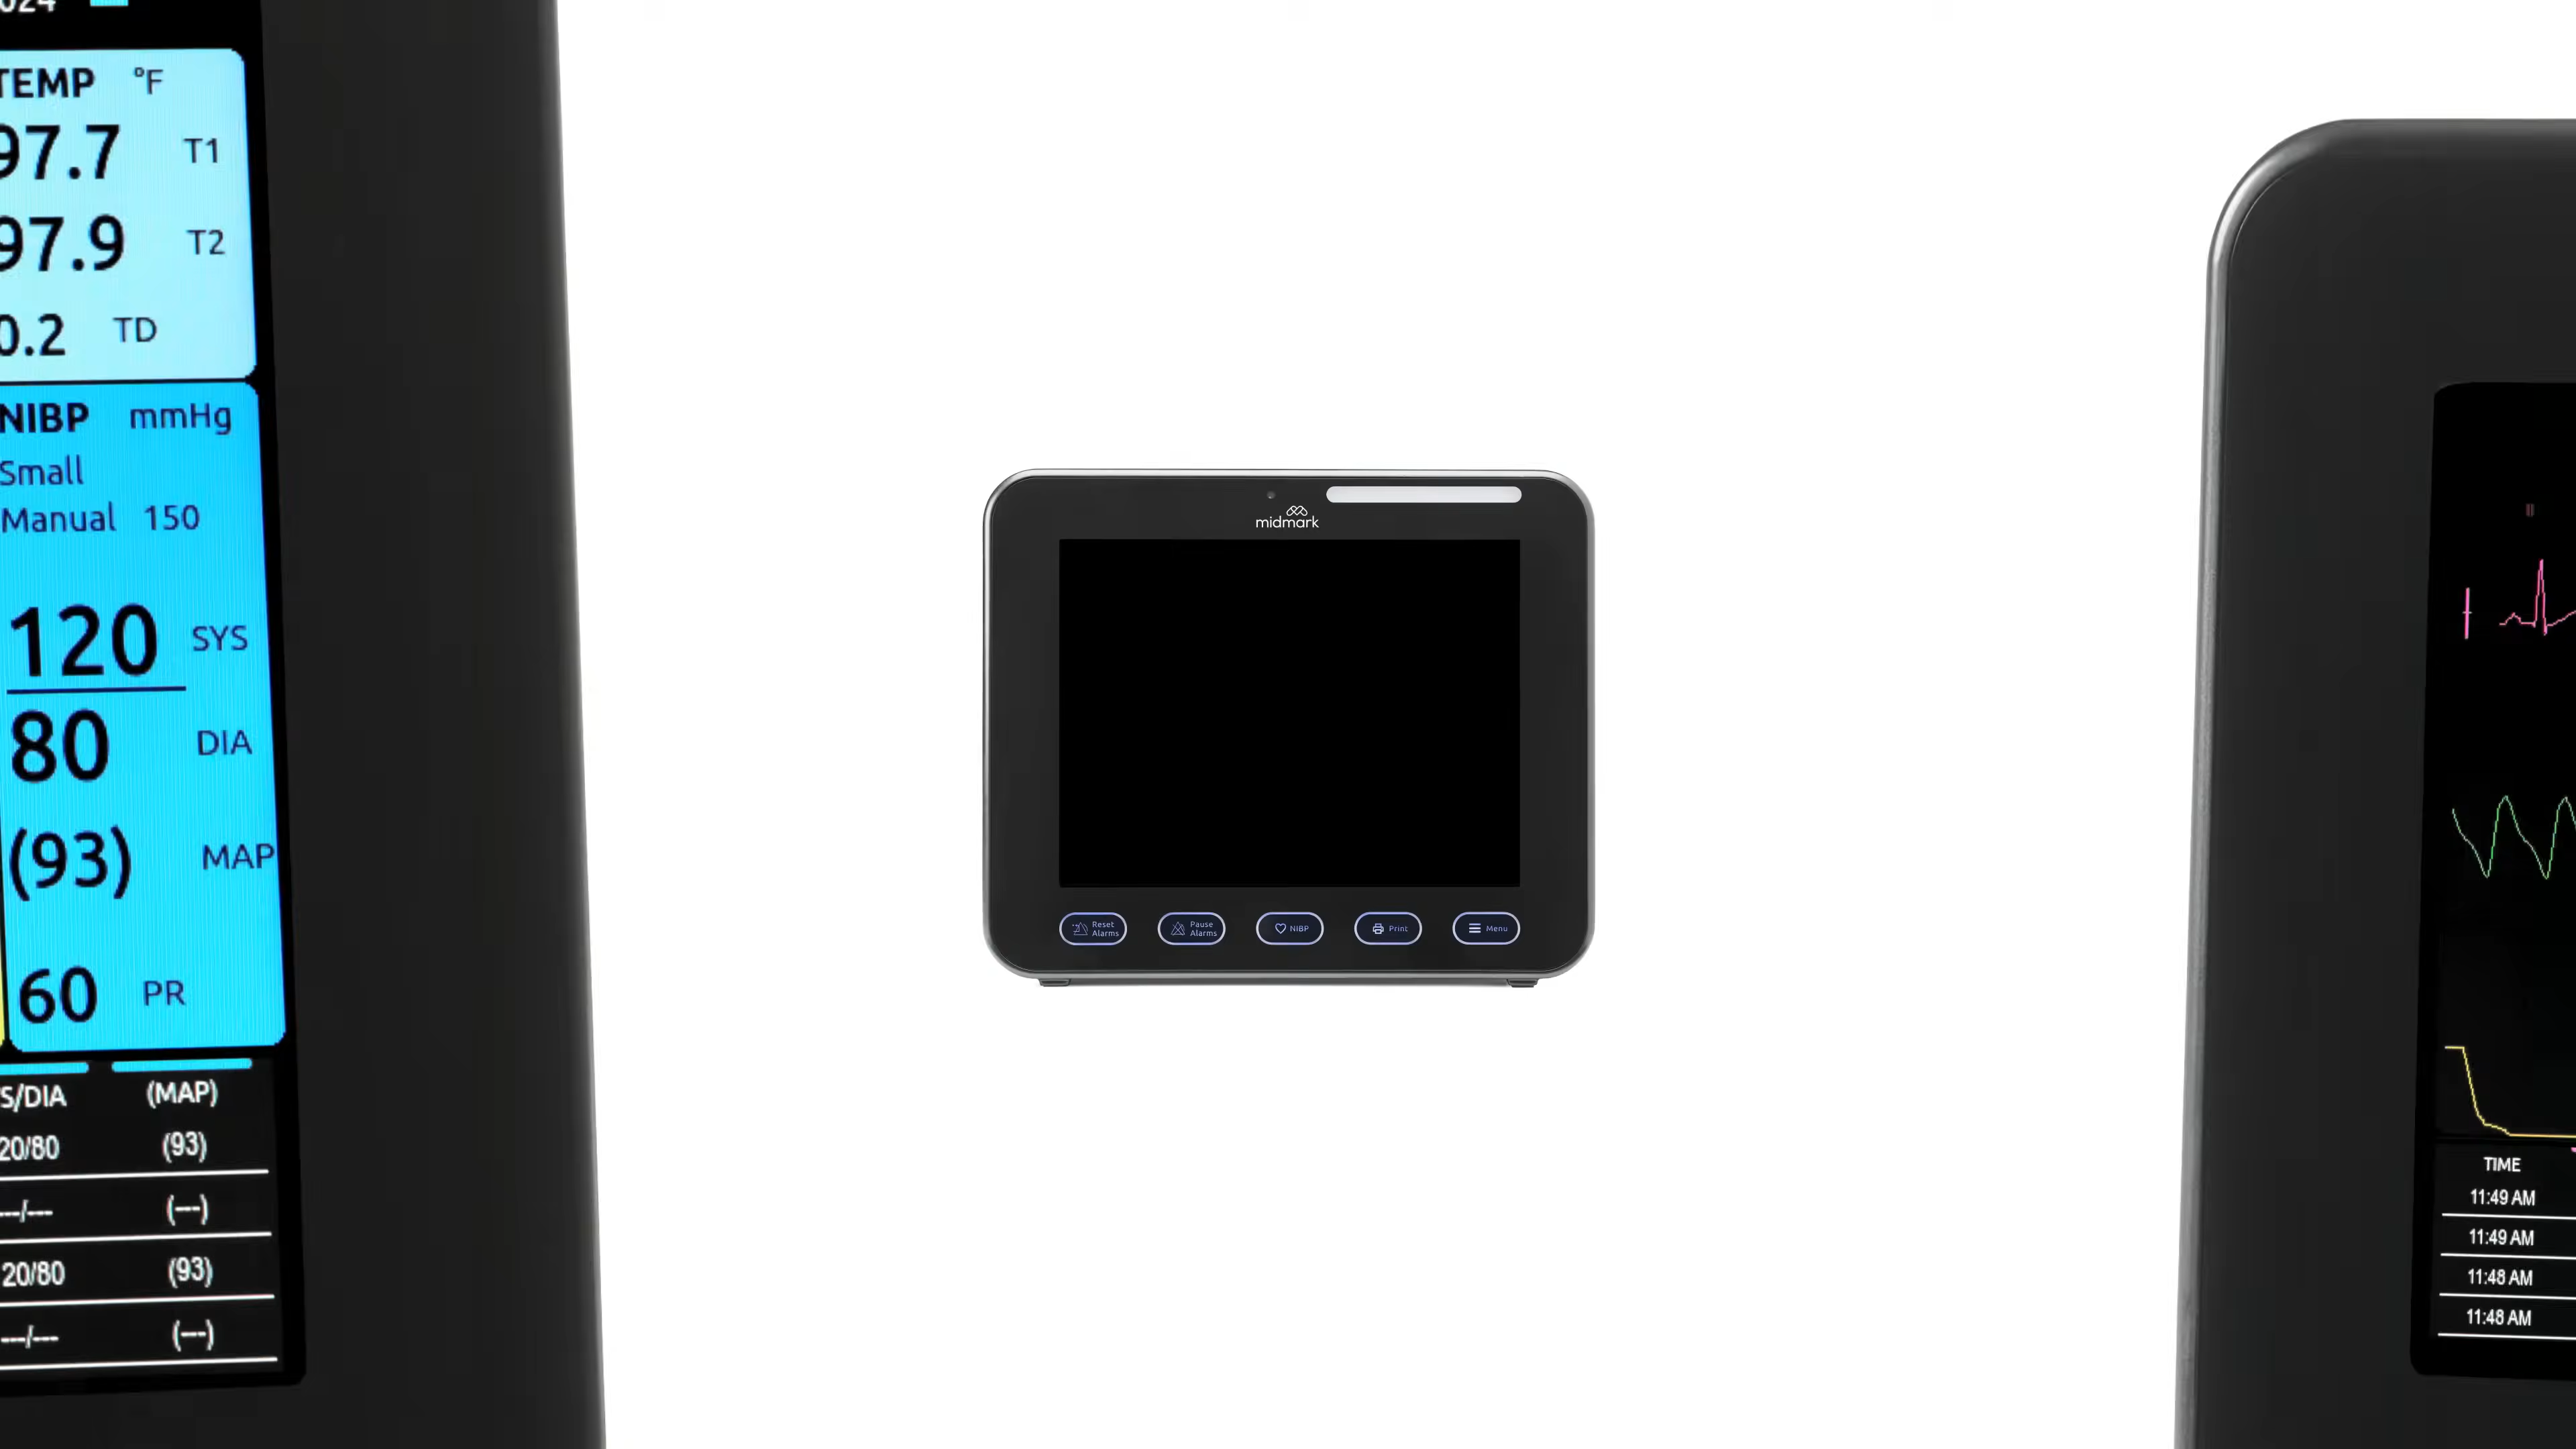 024
TEMP °F
97.7 T1
97.9 T2
0.2 TD
NIBP mmHg
Small
Manual 150
120 SYS
80 DIA
(93) MAP
60 PR
S/DIA (MAP)
20/80 (93)
--/--- (---)
20/80 (93)
--/--- (---)
midmark
Reset
Alarms
Pause
Alarms
NIBP
Print
Menu
TIME
11:49 AM
11:49 AM
11:48 AM
11:48 AM